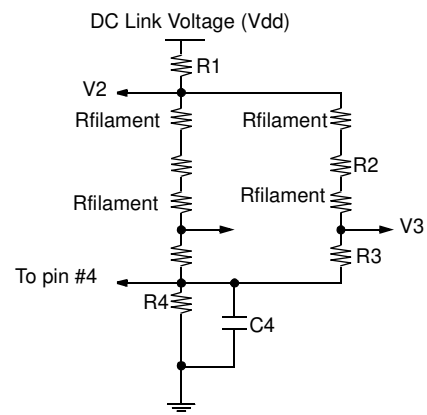 DC Link Voltage (Vdd)
R1
V2
Rfilament
Rfilament
R2
Rfilament
Rfilament
V3
R3
To pin #4
R4
C4